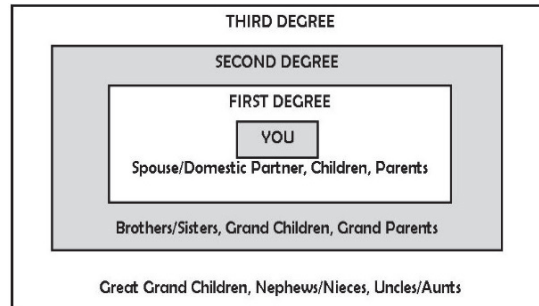 THIRD DEGREE
SECOND DEGREE
FIRST DEGREE
YOU
Spouse/Domestic Partner, Children, Parents
Brothers/Sisters, Grand Children, Grand Parents
Great Grand Children, Nephews/Nieces, Uncles/Aunts